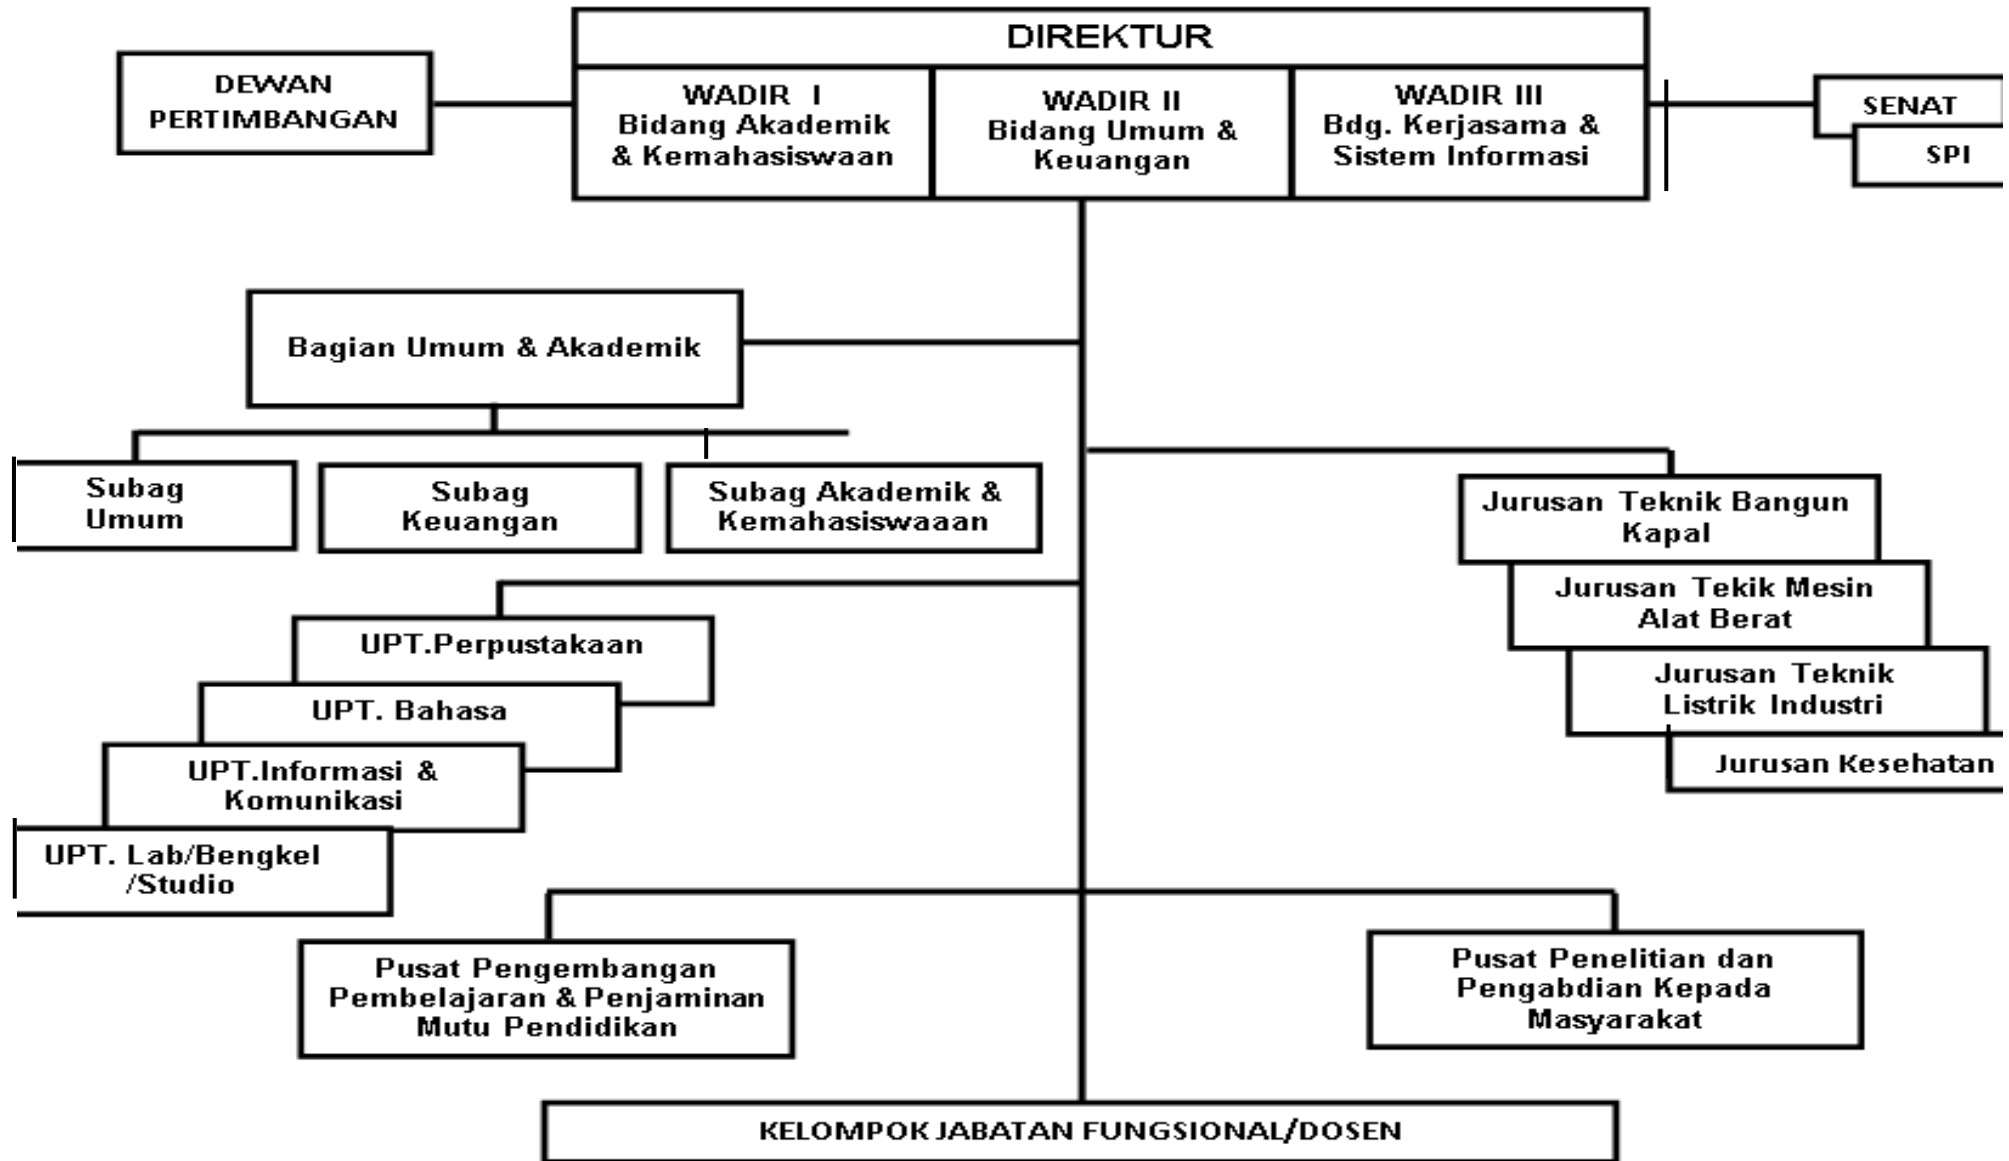 DIREKTUR
DEWAN
PERTIMBANGAN
WADIR I
Bidang Akademik
& Kemahasiswaan
WADIR II
Bidang Umum &
Keuangan
WADIR III
Bdg. Kerjasama &
Sistem Informasi
SENAT
SPI
Bagian Umum & Akademik
Subag
Umum
Subag
Keuangan
Subag Akademik &
Kemahasiswaaan
Jurusan Teknik Bangun
Kapal
Jurusan Tekik Mesin
Alat Berat
Jurusan Teknik
Listrik Industri
Jurusan Kesehatan
UPT.Perpustakaan
UPT. Bahasa
UPT.Informasi &
Komunikasi
UPT. Lab/Bengkel
/Studio
Pusat Pengembangan
Pembelajaran & Penjaminan
Mutu Pendidikan
Pusat Penelitian dan
Pengabdian Kepada
Masyarakat
KELOMPOK JABATAN FUNGSIONAL/DOSEN